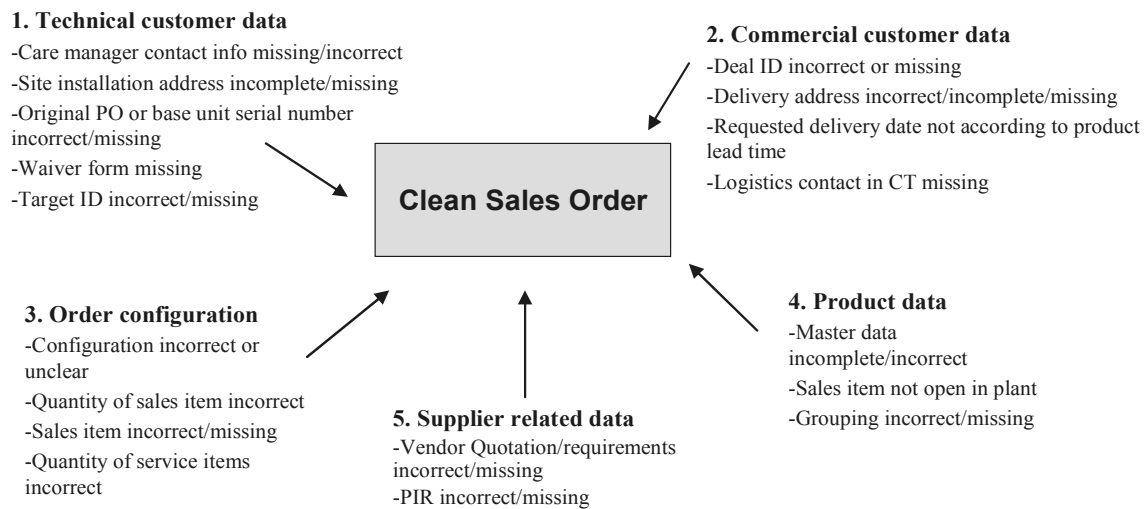 1. Technical customer data
-Care manager contact info missing/incorrect
-Site installation address incomplete/missing
-Original PO or base unit serial number
incorrect/missing
-Waiver form missing
-Target ID incorrect/missing
2. Commercial customer data
-Deal ID incorrect or missing
-Delivery address incorrect/incomplete/missing
-Requested delivery date not according to product
lead time
-Logistics contact in CT missing
Clean Sales Order
3. Order configuration
-Configuration incorrect or
unclear
-Quantity of sales item incorrect
-Sales item incorrect/missing
-Quantity of service items
incorrect
5. Supplier related data
-Vendor Quotation/requirements
incorrect/missing
-PIR incorrect/missing
4. Product data
-Master data
incomplete/incorrect
-Sales item not open in plant
-Grouping incorrect/missing